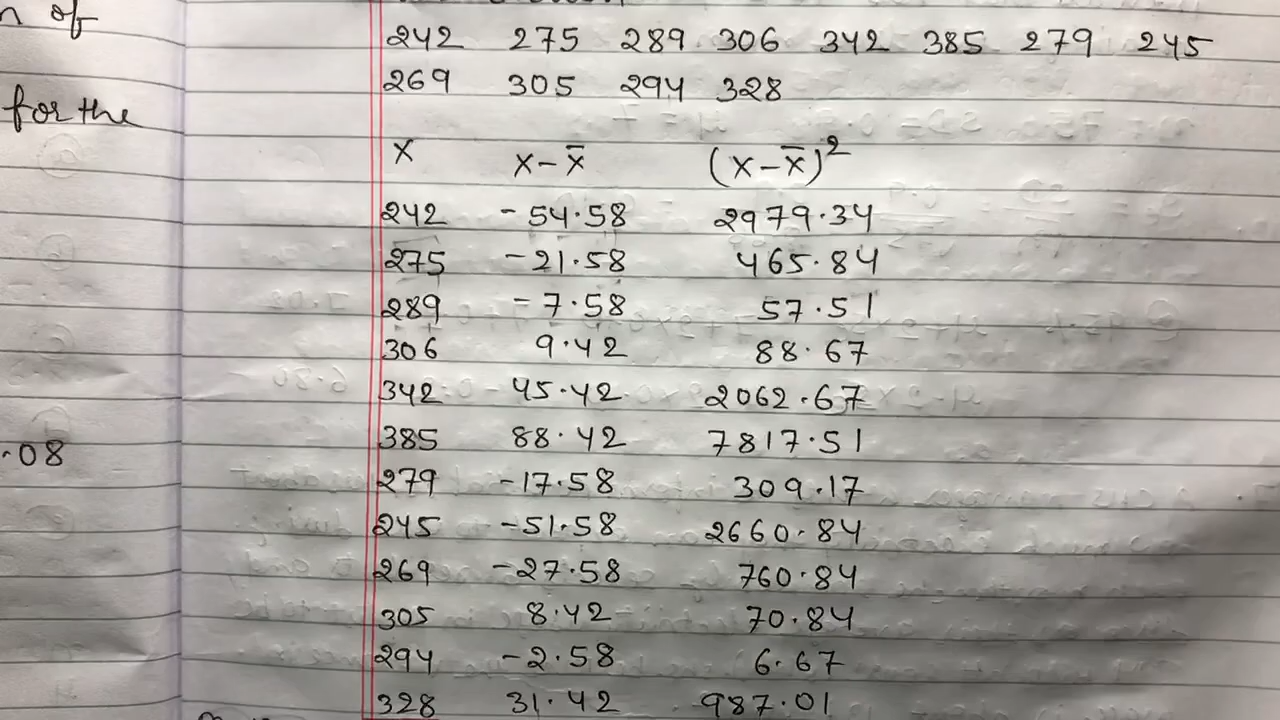 n of
for the
.08
242 275 289 306 342 385 279 245
269 305 294 328
x x-x̄ (x-x̄)²
242 -54.58 2979.34
275 -21.58 465.84
289 -7.58 57.51
306 9.42 88.67
342 45.42 2062.67
385 88.42 7817.51
279 -17.58 309.17
245 -51.58 2660.84
269 -27.58 760.84
305 8.42 70.84
294 -2.58 6.67
328 31.42 987.01